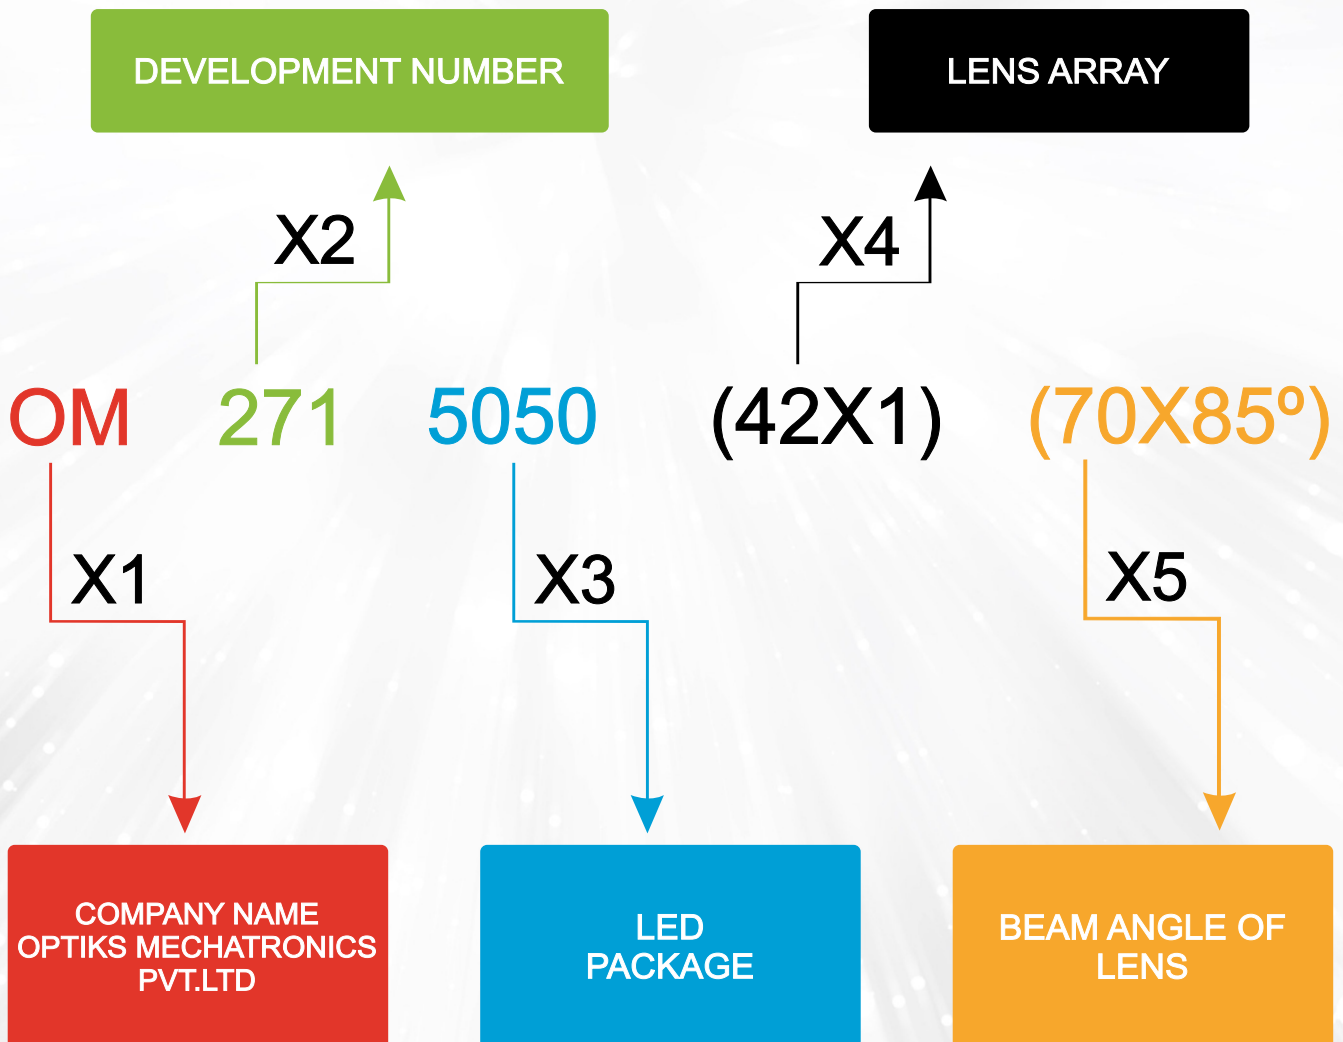 DEVELOPMENT NUMBER
LENS ARRAY
X2
X4
OM 271 5050 (42X1) (70X85º)
X1
X3
X5
COMPANY NAME
OPTIKS MECHATRONICS
PVT.LTD
LED
PACKAGE
BEAM ANGLE OF
LENS